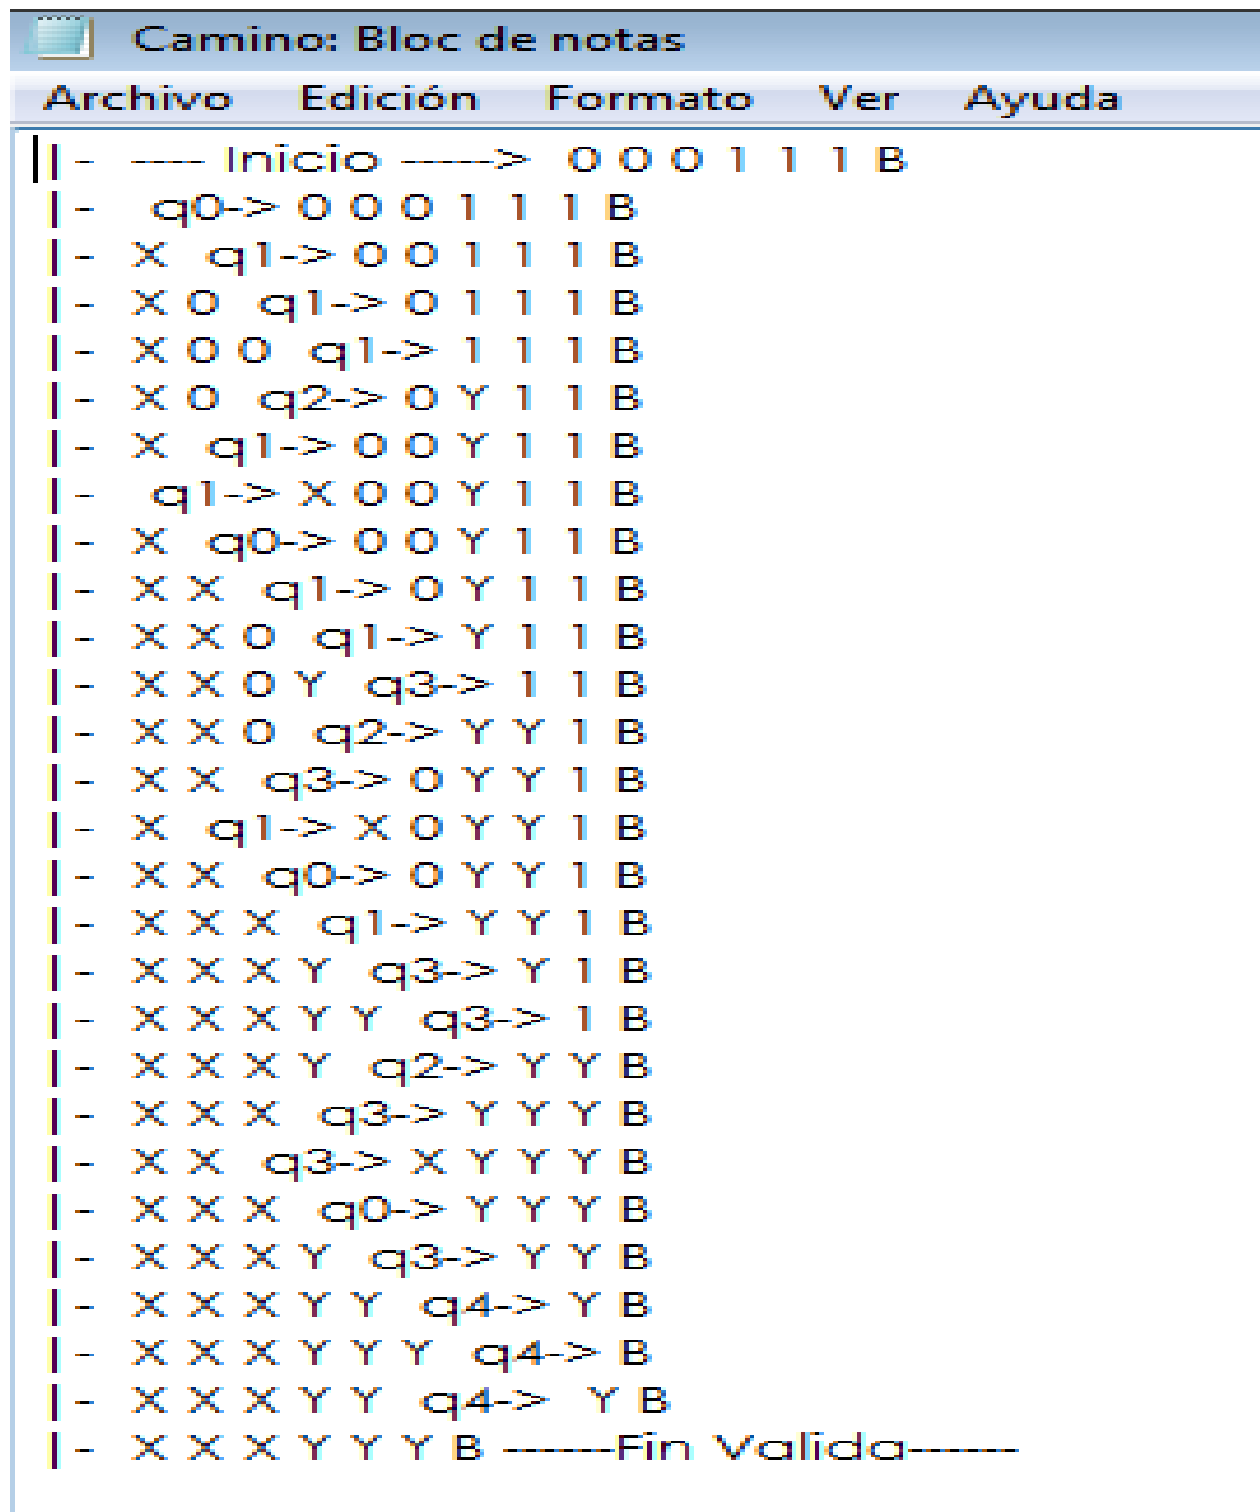 Camino: Bloc de notas
Archivo Edición Formato Ver Ayuda
|- ---- Inicio -----> 0 0 0 1 1 1 B
|- q0-> 0 0 0 1 1 1 B
|- X q1-> 0 0 1 1 1 B
|- X 0 q1-> 0 1 1 1 B
|- X 0 0 q1-> 1 1 1 B
|- X 0 q2-> 0 Y 1 1 B
|- X q1-> 0 0 Y 1 1 B
|- q1-> X 0 0 Y 1 1 B
|- X q0-> 0 0 Y 1 1 B
|- X X q1-> 0 Y 1 1 B
|- X X 0 q1-> Y 1 1 B
|- X X 0 Y q3-> 1 1 B
|- X X 0 q2-> Y Y 1 B
|- X X q3-> 0 Y Y 1 B
|- X q1-> X 0 Y Y 1 B
|- X X q0-> 0 Y Y 1 B
|- X X X q1-> Y Y 1 B
|- X X X Y q3-> Y 1 B
|- X X X Y Y q3-> 1 B
|- X X X Y q2-> Y Y B
|- X X X q3-> Y Y Y B
|- X X q3-> X Y Y Y B
|- X X X q0-> Y Y Y B
|- X X X Y q3-> Y Y B
|- X X X Y Y q4-> Y B
|- X X X Y Y Y q4-> B
|- X X X Y Y q4-> Y B
|- X X X Y Y Y B ------Fin Valida------